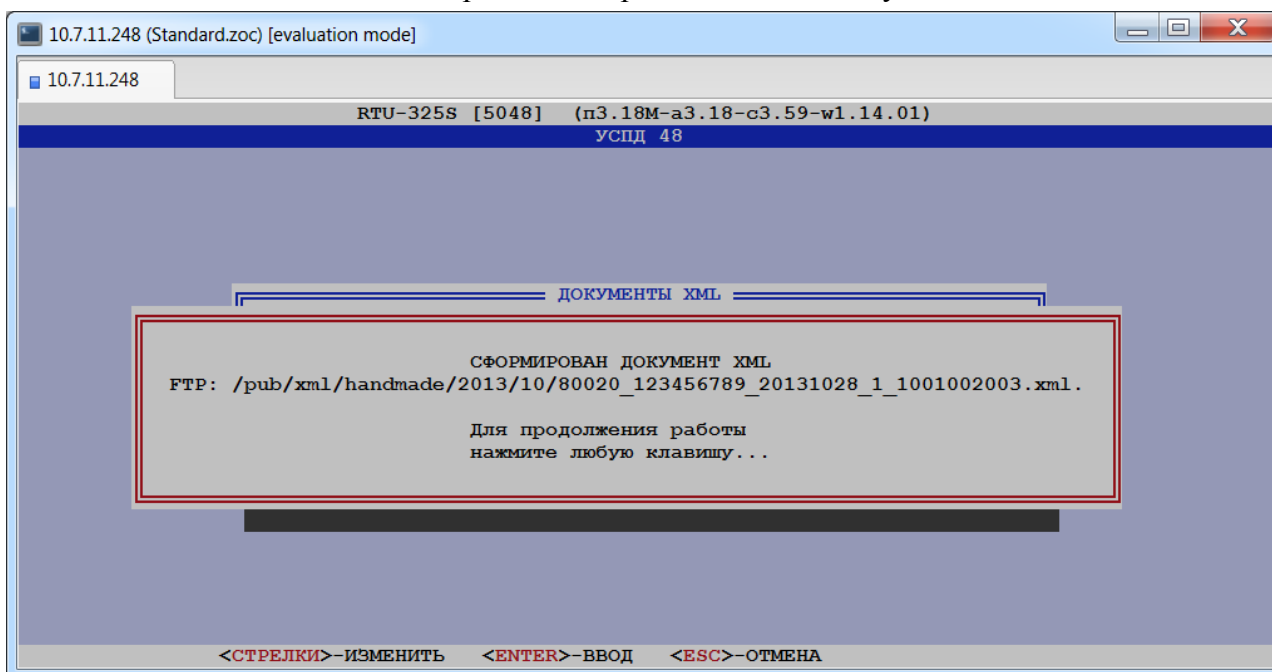 10.7.11.248 (Standard.zoc) [evaluation mode]
10.7.11.248
RTU-325S [5048] (п3.18М-а3.18-с3.59-w1.14.01)
УСПД 48
ДОКУМЕНТЫ XML
СФОРМИРОВАН ДОКУМЕНТ XML
FTP: /pub/xml/handmade/2013/10/80020_123456789_20131028_1_1001002003.xml.
Для продолжения работы
нажмите любую клавишу...
<СТРЕЛКИ>-ИЗМЕНИТЬ <ENTER>-ВВОД <ESC>-ОТМЕНА